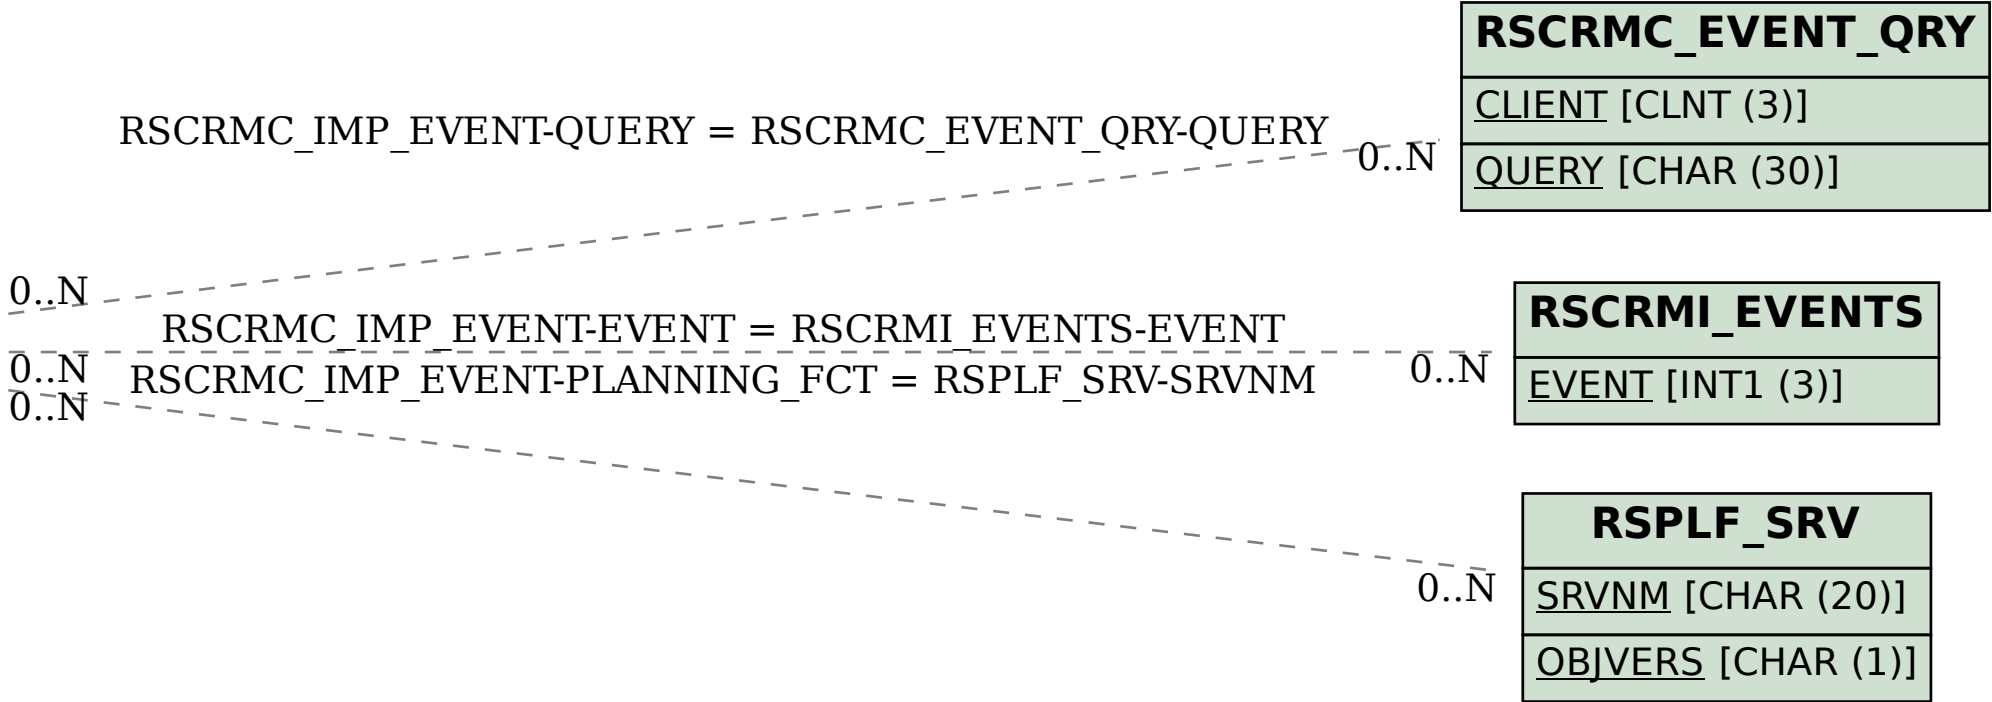 RSCRMC_EVENT_QRY
CLIENT [CLNT (3)]
RSCRMC_IMP_EVENT-QUERY = RSCRMC_EVENT_QRY-QUERY
0..N
QUERY [CHAR (30)]
0..N
RSCRMI_EVENTS
RSCRMC_IMP_EVENT-EVENT = RSCRMI_EVENTS-EVENT
0..N
0..N
EVENT [INT1 (3)]
RSCRMC_IMP_EVENT-PLANNING_FCT = RSPLF_SRV-SRVNM
0..N
RSPLF_SRV
0..N
SRVNM [CHAR (20)]
OBJVERS [CHAR (1)]